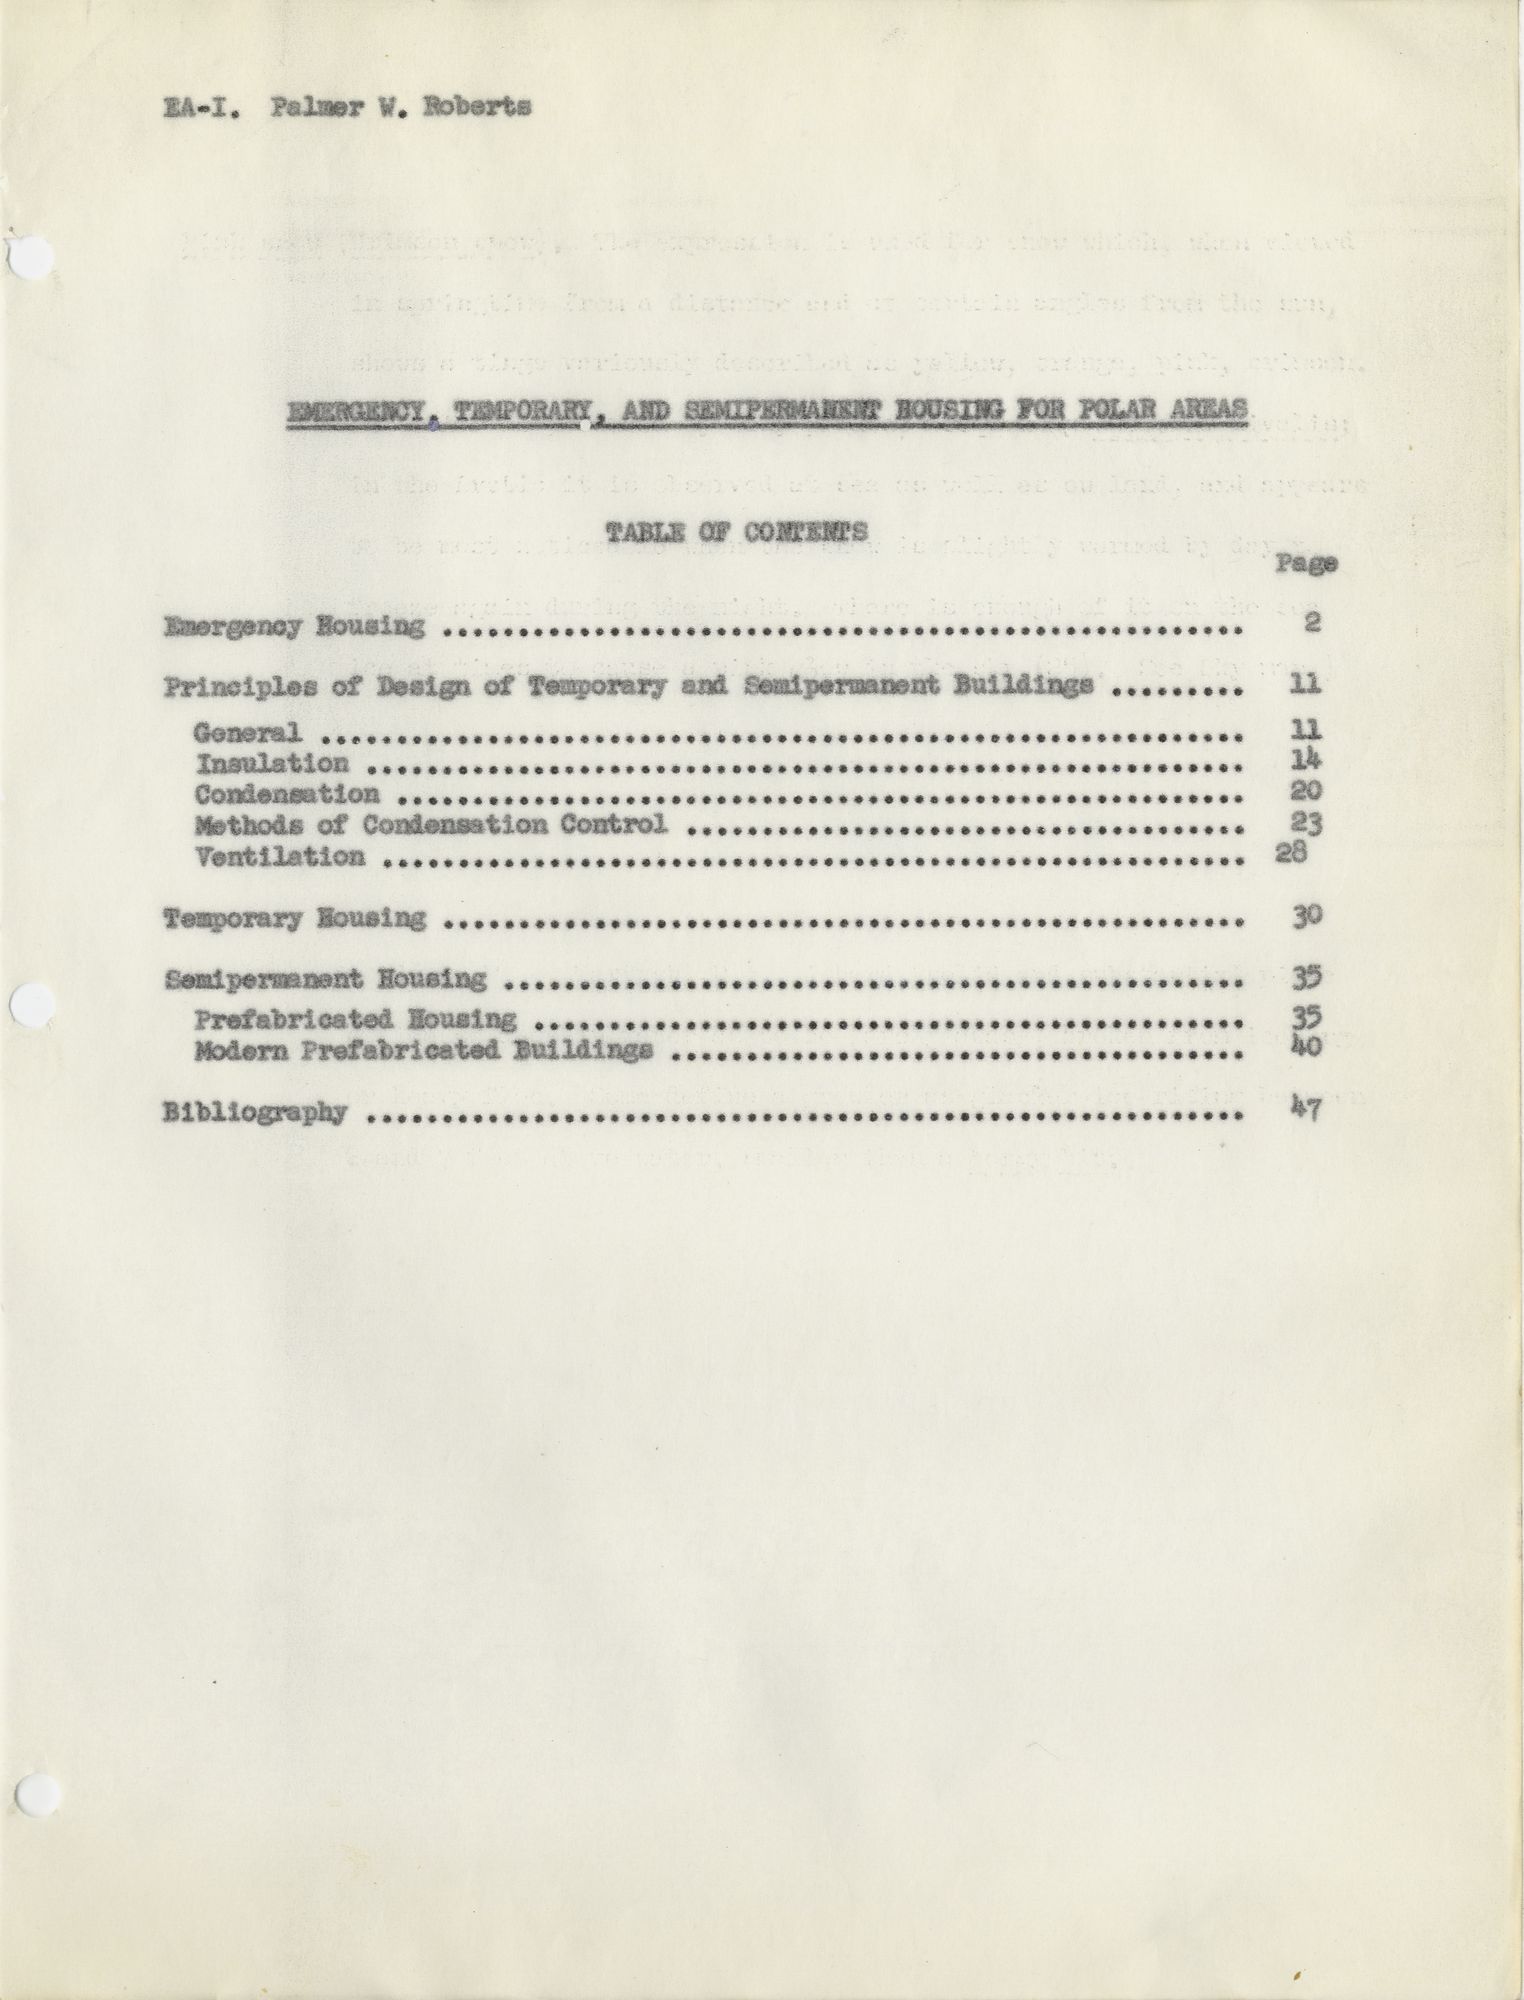 EA-I. Palmer W. Roberts
EMERGENCY, TEMPORARY, AND SEMIPERMANENT HOUSING FOR POLAR AREAS
TABLE OF CONTENTS
Page
Emergency Housing ..................................................... 2
Principles of Design of Temporary and Semipermanent Buildings ......... 11
General ............................................................. 11
Insulation .......................................................... 14
Condensation ........................................................ 20
Methods of Condensation Control ..................................... 23
Ventilation ......................................................... 28
Temporary Housing ..................................................... 30
Semipermanent Housing ................................................. 35
Prefabricated Housing ............................................... 35
Modern Prefabricated Buildings ...................................... 40
Bibliography .......................................................... 47